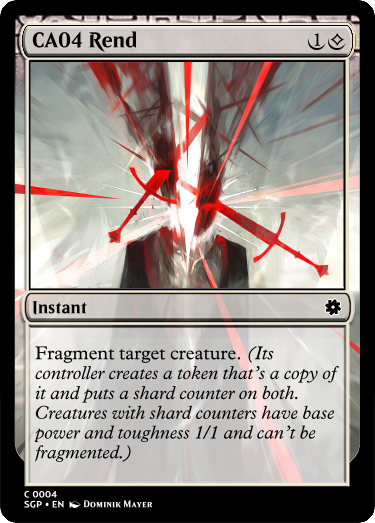 CA04 Rend
1
Instant
Fragment target creature. (Its
controller creates a token that's a copy of
it and puts a shard counter on both.
Creatures with shard counters have base
power and toughness 1/1 and can't be
fragmented.)
C 0004
SGP • EN Dominik Mayer